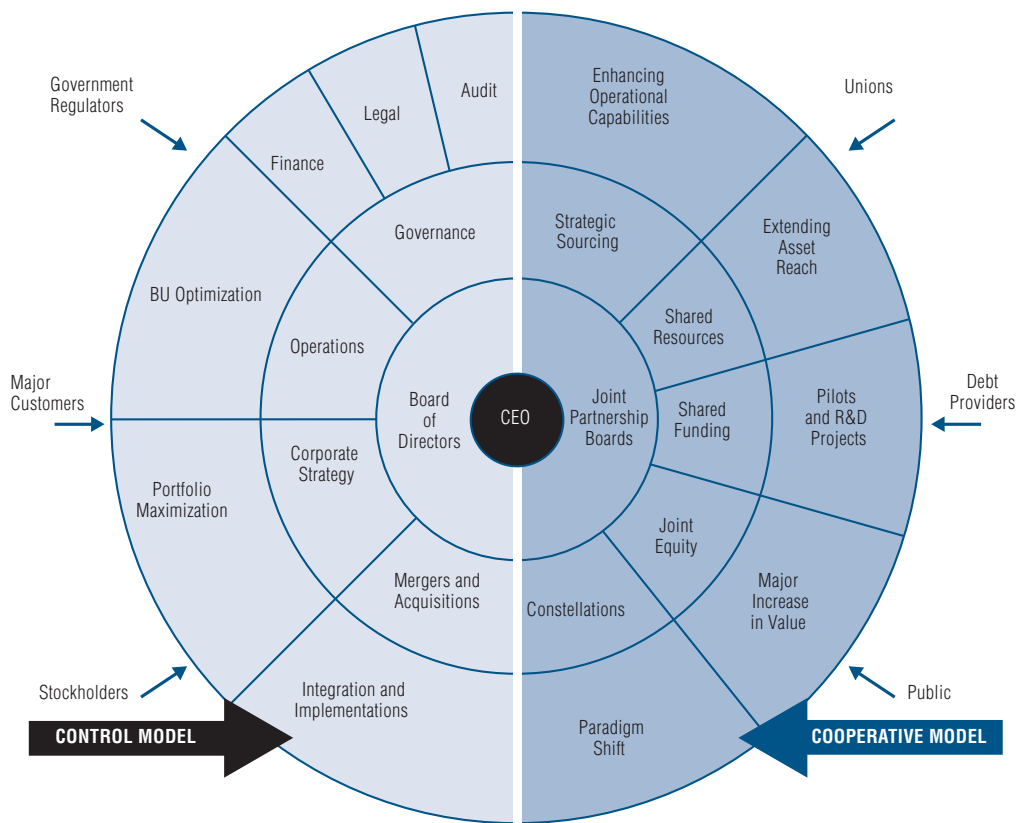 Government
Regulators
Audit
Legal
Finance
Enhancing
Operational
Capabilities
Unions
Governance
Strategic
Sourcing
Extending
Asset
Reach
BU Optimization
Operations
Shared
Resources
Major
Customers
Board
of
Directors
CEO
Joint
Partnership
Boards
Shared
Funding
Pilots
and R&D
Projects
Debt
Providers
Corporate
Strategy
Portfolio
Maximization
Joint
Equity
Mergers and
Acquisitions
Constellations
Major
Increase
in Value
Stockholders
Integration and
Implementations
Paradigm
Shift
Public
CONTROL MODEL
COOPERATIVE MODEL